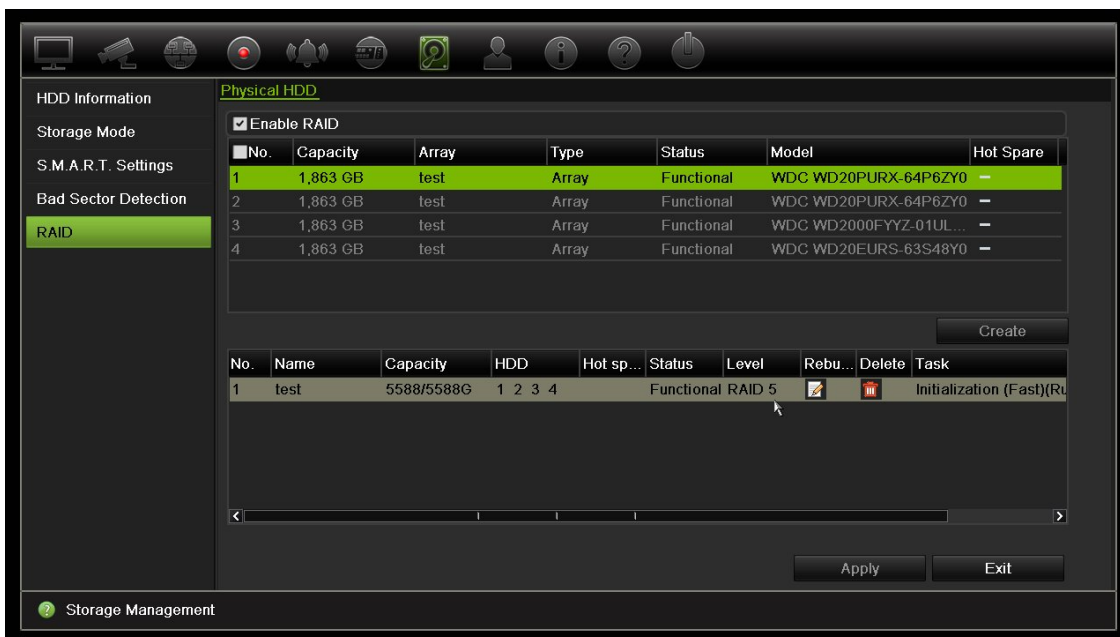 Physical HDD
HDD Information
Storage Mode
S.M.A.R.T. Settings
Bad Sector Detection
RAID
Enable RAID
No. Capacity Array Type Status Model Hot Spare
1 1,863 GB test Array Functional WDC WD20PURX-64P6ZY0 –
2 1,863 GB test Array Functional WDC WD20PURX-64P6ZY0 –
3 1,863 GB test Array Functional WDC WD2000FYYZ-01UL... –
4 1,863 GB test Array Functional WDC WD20EURS-63S48Y0 –
Create
No. Name Capacity HDD Hot sp... Status Level Rebu... Delete Task
1 test 5588/5588G 1 2 3 4 Functional RAID 5 Initialization (Fast)(Ru
Apply Exit
Storage Management